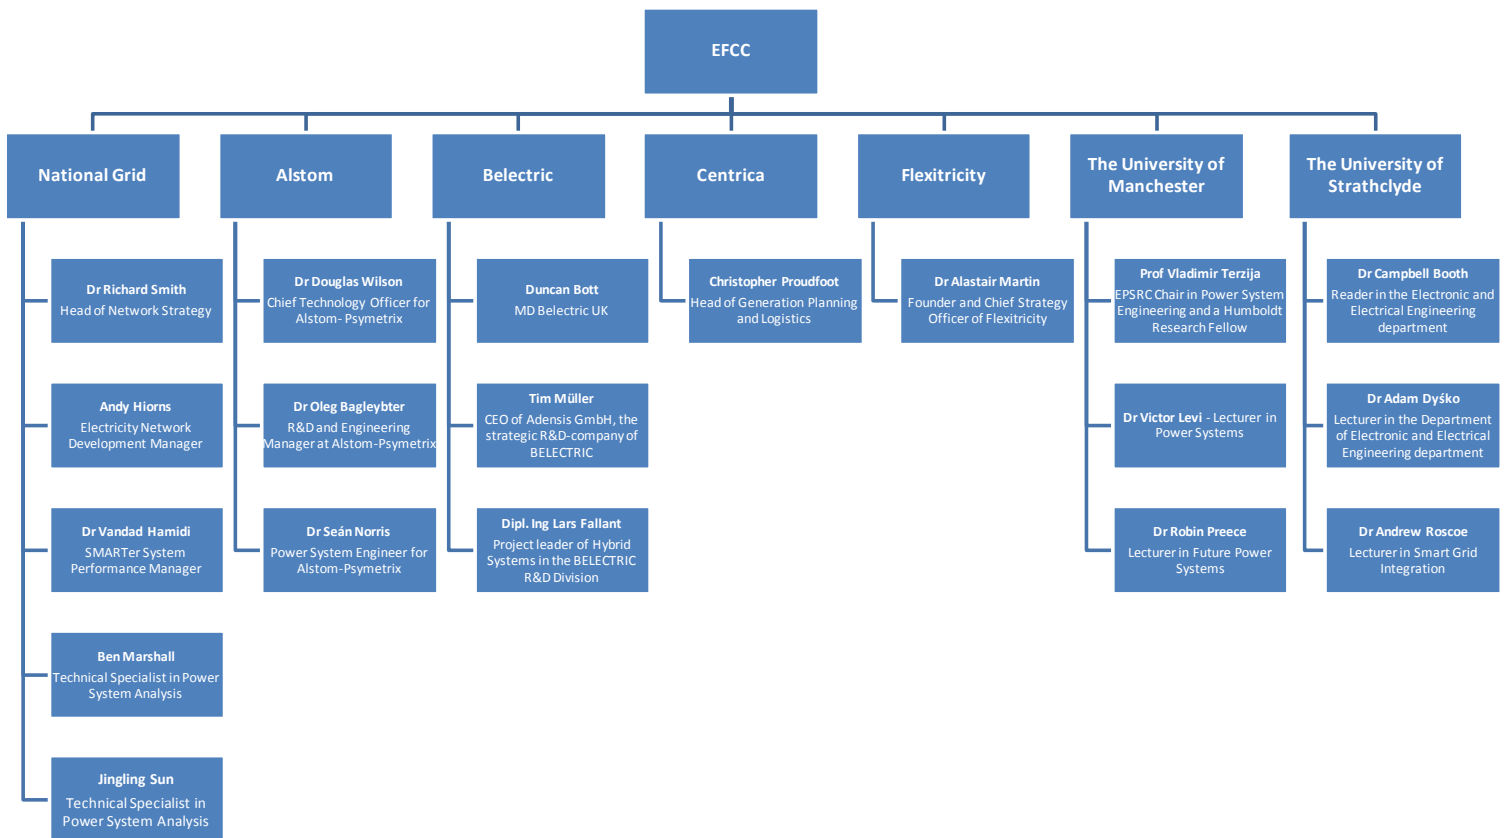 EFCC
National Grid
Dr Richard Smith
Head of Network Strategy
Andy Hiorns
Electricity Network
Development Manager
Dr Vandad Hamidi
SMARTer System
Performance Manager
Ben Marshall
Technical Specialist in Power
System Analysis
Jingling Sun
Technical Specialist in
Power System Analysis
Alstom
Dr Douglas Wilson
Chief Technology Officer for
Alstom- Psymetrix
Dr Oleg Bagleybter
R&D and Engineering
Manager at Alstom-Psymetrix
Dr Seán Norris
Power System Engineer for
Alstom-Psymetrix
Belectric
Duncan Bott
MD Belectric UK
Tim Müller
CEO of Adensis GmbH, the
strategic R&D-company of
BELECTRIC
Dipl. Ing Lars Fallant
Project leader of Hybrid
Systems in the BELECTRIC
R&D Division
Centrica
Christopher Proudfoot
Head of Generation Planning
and Logistics
Flexitricity
Dr Alastair Martin
Founder and Chief Strategy
Officer of Flexitricity
The University of
Manchester
Prof Vladimir Terzija
EPSRC Chair in Power System
Engineering and a Humboldt
Research Fellow
Dr Victor Levi - Lecturer in
Power Systems
Dr Robin Preece
Lecturer in Future Power
Systems
The University of
Strathclyde
Dr Campbell Booth
Reader in the Electronic and
Electrical Engineering
department
Dr Adam Dyśko
Lecturer in the Department
of Electronic and Electrical
Engineering department
Dr Andrew Roscoe
Lecturer in Smart Grid
Integration